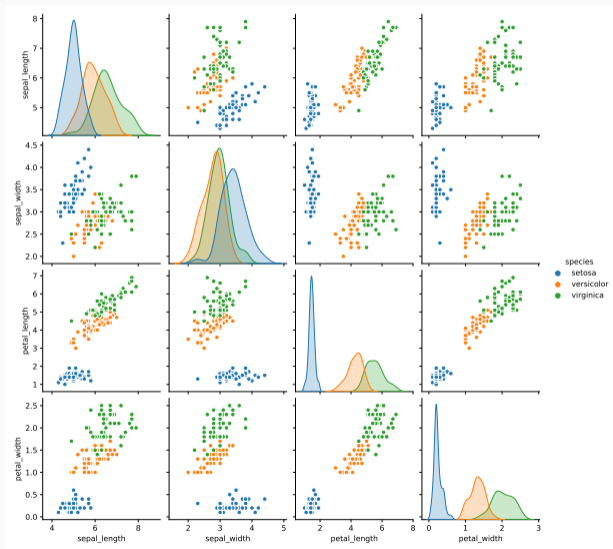 8
7
6
5
sepal_length
4.5
4.0
3.5
3.0
2.5
2.0
sepal_width
species
setosa
versicolor
virginica
7
6
5
4
3
2
1
petal_length
2.5
2.0
1.5
1.0
0.5
0.0
petal_width
4 6 8 2 3 4 5 2 4 6 8 0 1 2 3
sepal_length sepal_width petal_length petal_width